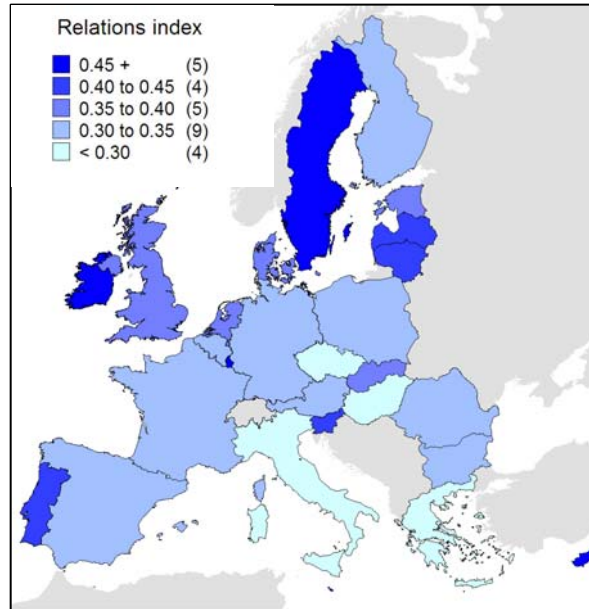 Relations index
0.45 + (5)
0.40 to 0.45 (4)
0.35 to 0.40 (5)
0.30 to 0.35 (9)
< 0.30 (4)